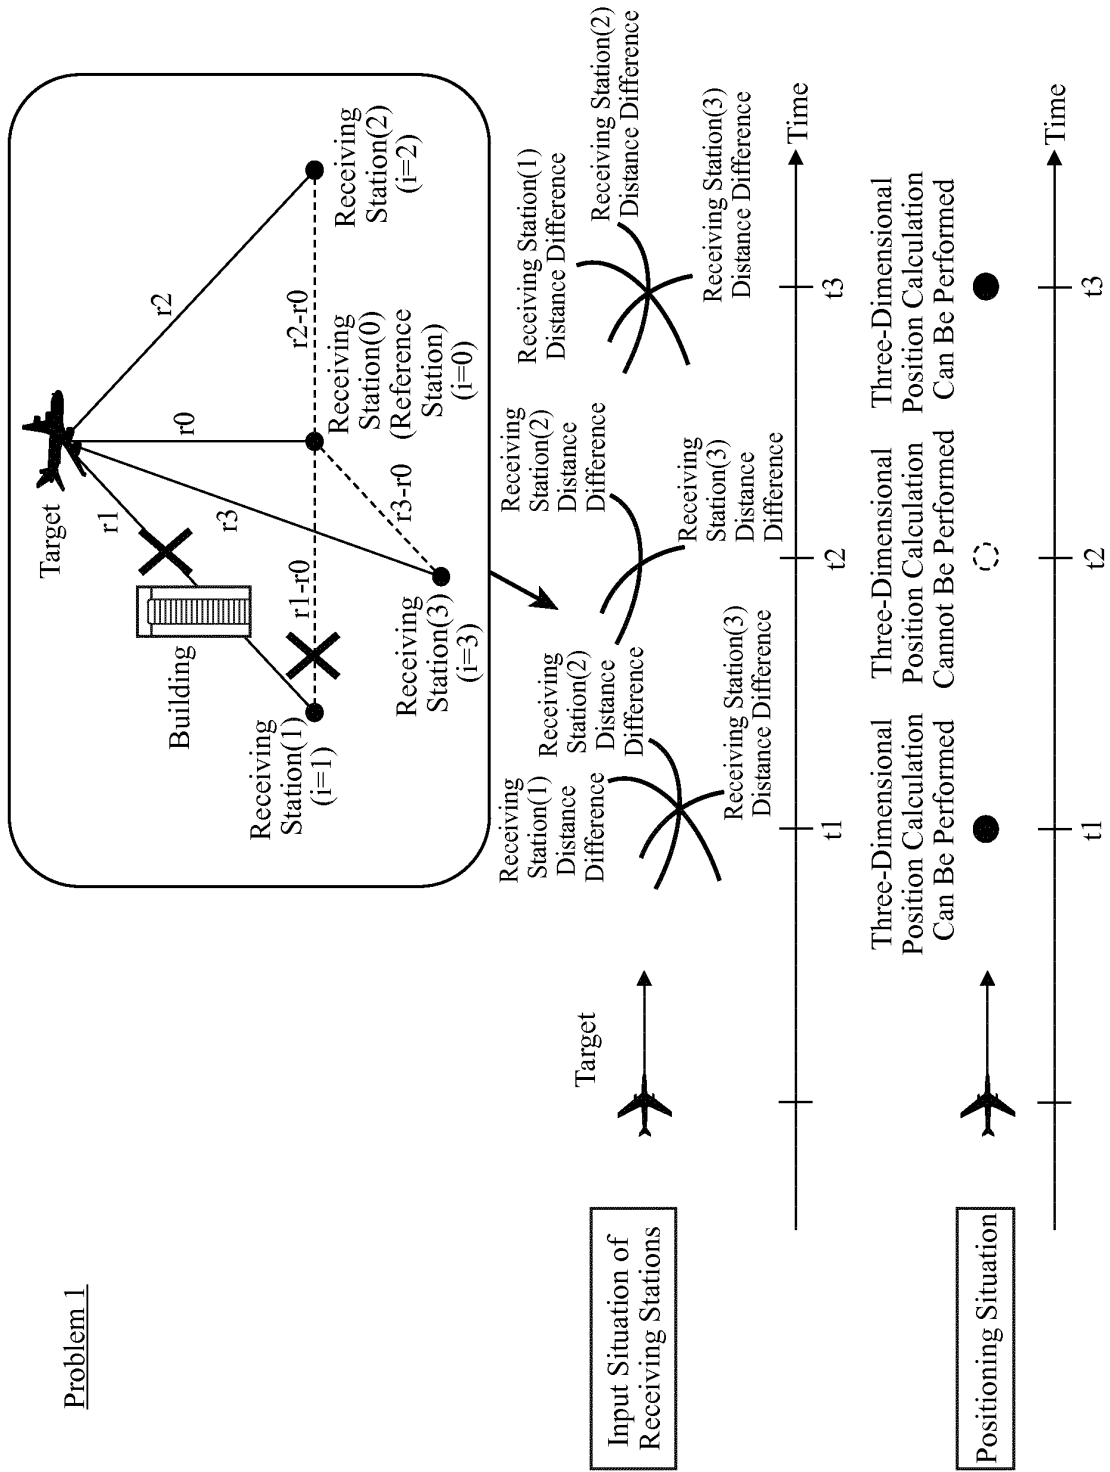 Problem 1
Target
r1
r0
r2
r3
Building
r1-r0
r2-r0
r3-r0
Receiving
Station(1)
(i=1)
Receiving
Station(3)
(i=3)
Receiving
Station(0)
(Reference
Station)
(i=0)
Receiving
Station(2)
(i=2)
Input Situation of
Receiving Stations
Target
Receiving
Station(1)
Distance
Difference
Receiving
Station(2)
Distance
Difference
Receiving Station(3)
Distance Difference
Receiving
Station(2)
Distance
Difference
Receiving
Station(3)
Distance
Difference
Receiving Station(1)
Distance Difference
Receiving Station(2)
Distance Difference
Receiving Station(3)
Distance Difference
t1
t2
t3
Time
Positioning Situation
Three-Dimensional
Position Calculation
Can Be Performed
Three-Dimensional
Position Calculation
Cannot Be Performed
Three-Dimensional
Position Calculation
Can Be Performed
t1
t2
t3
Time